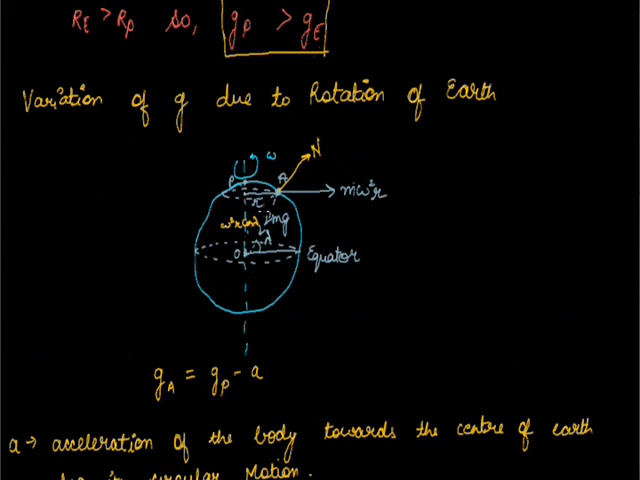 R_E > R_P so, g_P > g_E
Variation of g due to Rotation of Earth
ω N
P A
mω²r
r
mg
λ
O Equator
g_A = g_P - a
a → acceleration of the body towards the centre of earth
circular Motion.